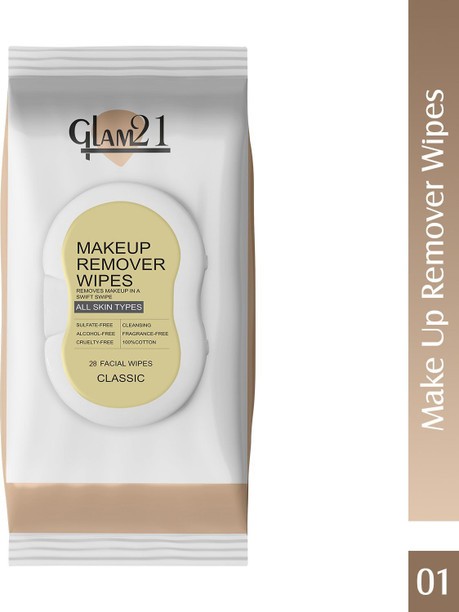 GLAM21
MAKEUP
REMOVER
WIPES
REMOVES MAKEUP IN A
SWIFT SWIPE
ALL SKIN TYPES
SULFATE-FREE CLEANSING
ALCOHOL-FREE FRAGRANCE-FREE
CRUELTY-FREE 100%COTTON
28 FACIAL WIPES
CLASSIC
Make Up Remover Wipes
01